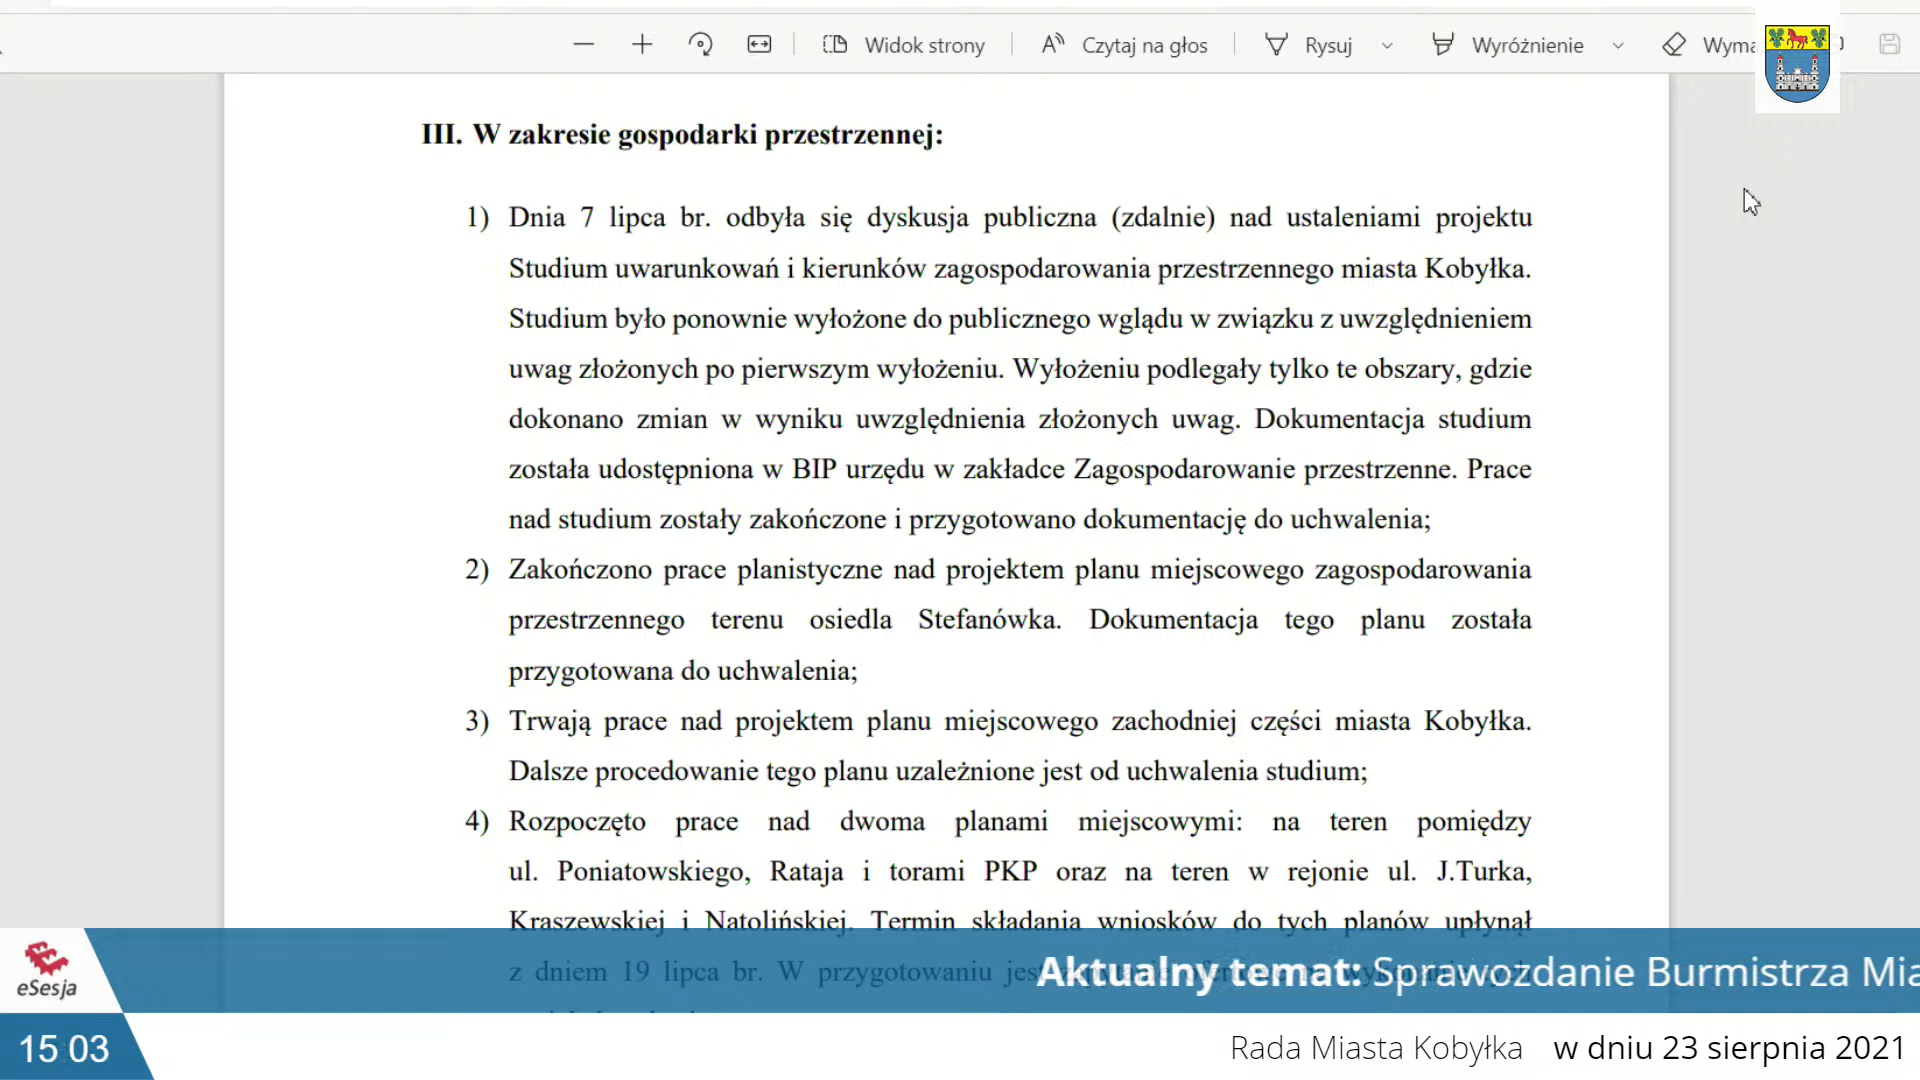 Widok strony
Czytaj na głos
Rysuj
Wyróżnienie
III. W zakresie gospodarki przestrzennej:
1) Dnia 7 lipca br. odbyła się dyskusja publiczna (zdalnie) nad ustaleniami projektu
Studium uwarunkowań i kierunków zagospodarowania przestrzennego miasta Kobyłka.
Studium było ponownie wyłożone do publicznego wglądu w związku z uwzględnieniem
uwag złożonych po pierwszym wyłożeniu. Wyłożeniu podlegały tylko te obszary, gdzie
dokonano zmian w wyniku uwzględnienia złożonych uwag. Dokumentacja studium
została udostępniona w BIP urzędu w zakładce Zagospodarowanie przestrzenne. Prace
nad studium zostały zakończone i przygotowano dokumentację do uchwalenia;
2) Zakończono prace planistyczne nad projektem planu miejscowego zagospodarowania
przestrzennego terenu osiedla Stefanówka. Dokumentacja tego planu została
przygotowana do uchwalenia;
3) Trwają prace nad projektem planu miejscowego zachodniej części miasta Kobyłka.
Dalsze procedowanie tego planu uzależnione jest od uchwalenia studium;
4) Rozpoczęto prace nad dwoma planami miejscowymi: na teren pomiędzy
ul. Poniatowskiego, Rataja i torami PKP oraz na teren w rejonie ul. J.Turka,
Kraszewskiej i Natolińskiej. Termin składania wniosków do tych planów upłynął
z dniem 19 lipca br. W przygotowaniu
Aktualny temat: Sprawozdanie Burmistrza Mia
eSesja
15 03
Rada Miasta Kobyłka w dniu 23 sierpnia 2021